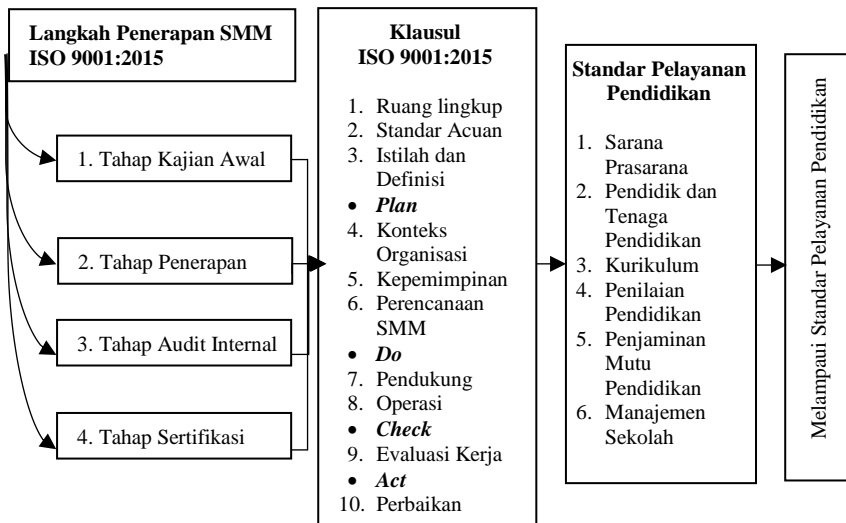 Langkah Penerapan SMM
ISO 9001:2015
1. Tahap Kajian Awal
2. Tahap Penerapan
3. Tahap Audit Internal
4. Tahap Sertifikasi
Klausul
ISO 9001:2015
1. Ruang lingkup
2. Standar Acuan
3. Istilah dan
Definisi
• Plan
4. Konteks
Organisasi
5. Kepemimpinan
6. Perencanaan
SMM
• Do
7. Pendukung
8. Operasi
• Check
9. Evaluasi Kerja
• Act
10. Perbaikan
Standar Pelayanan
Pendidikan
1. Sarana
Prasarana
2. Pendidik dan
Tenaga
Pendidikan
3. Kurikulum
4. Penilaian
Pendidikan
5. Penjaminan
Mutu
Pendidikan
6. Manajemen
Sekolah
Melampaui Standar Pelayanan Pendidikan